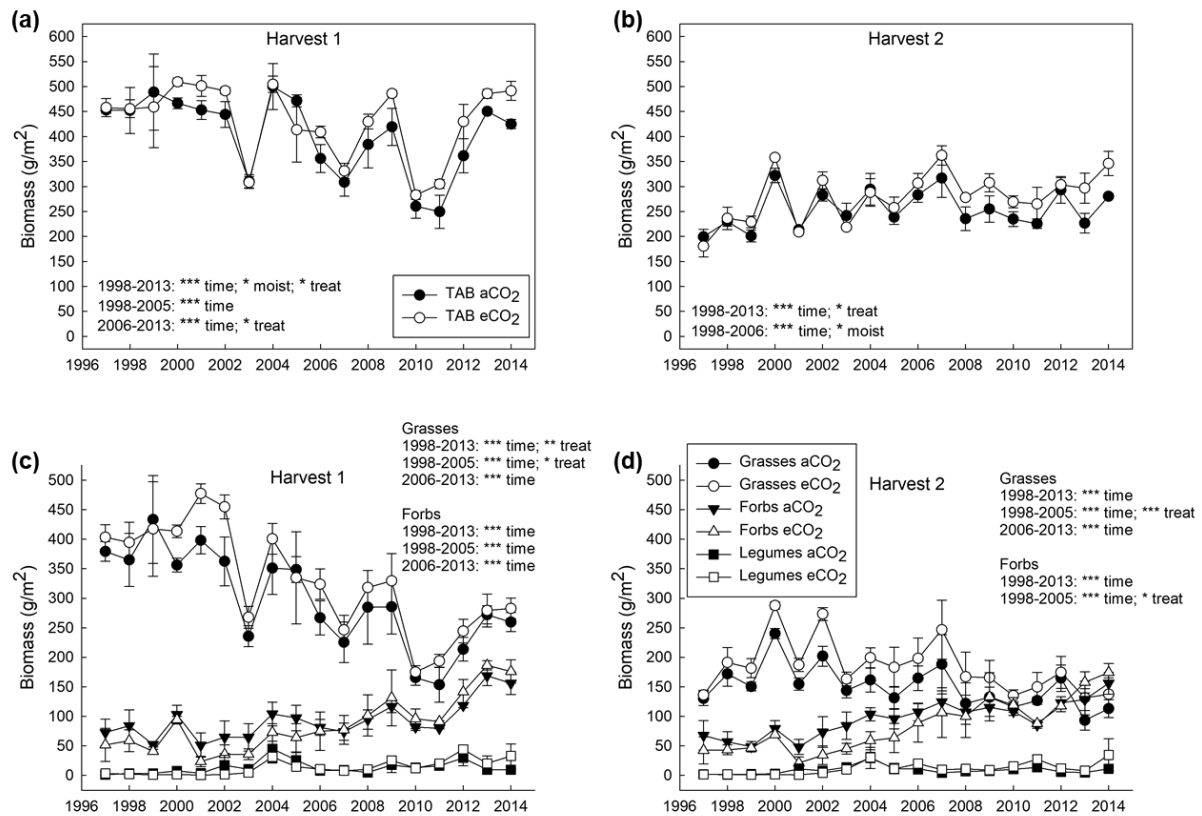 (a)
Harvest 1
600
550
500
450
400
350
300
250
200
150
100
50
0
Biomass (g/m²)
1998-2013: *** time; * moist; * treat
1998-2005: *** time
2006-2013: *** time; * treat
TAB aCO₂
TAB eCO₂
1996 1998 2000 2002 2004 2006 2008 2010 2012 2014
(b)
Harvest 2
600
550
500
450
400
350
300
250
200
150
100
50
0
Biomass (g/m²)
1998-2013: *** time; * treat
1998-2006: *** time; * moist
1996 1998 2000 2002 2004 2006 2008 2010 2012 2014
(c)
Harvest 1
Grasses
1998-2013: *** time; ** treat
1998-2005: *** time; * treat
2006-2013: *** time
Forbs
1998-2013: *** time
1998-2005: *** time
2006-2013: *** time
500
450
400
350
300
250
200
150
100
50
0
Biomass (g/m²)
1996 1998 2000 2002 2004 2006 2008 2010 2012 2014
(d)
Harvest 2
Grasses aCO₂
Grasses eCO₂
Forbs aCO₂
Forbs eCO₂
Legumes aCO₂
Legumes eCO₂
Grasses
1998-2013: *** time
1998-2005: *** time; *** treat
2006-2013: *** time
Forbs
1998-2013: *** time
1998-2005: *** time; * treat
500
450
400
350
300
250
200
150
100
50
0
Biomass (g/m²)
1996 1998 2000 2002 2004 2006 2008 2010 2012 2014